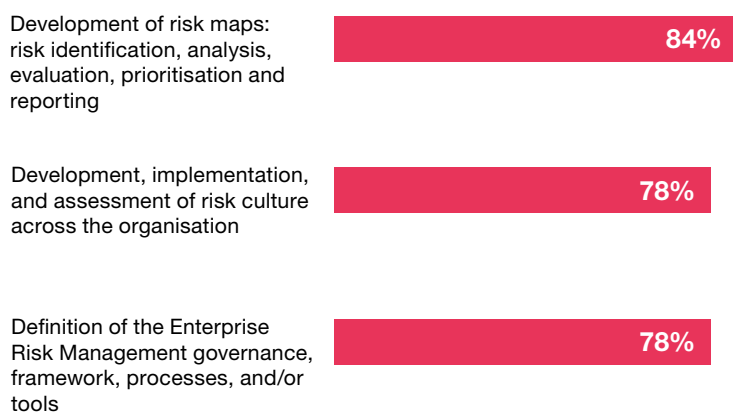 Development of risk maps:
risk identification, analysis,
evaluation, prioritisation and
reporting
84%
Development, implementation,
and assessment of risk culture
across the organisation
78%
Definition of the Enterprise
Risk Management governance,
framework, processes, and/or
tools
78%